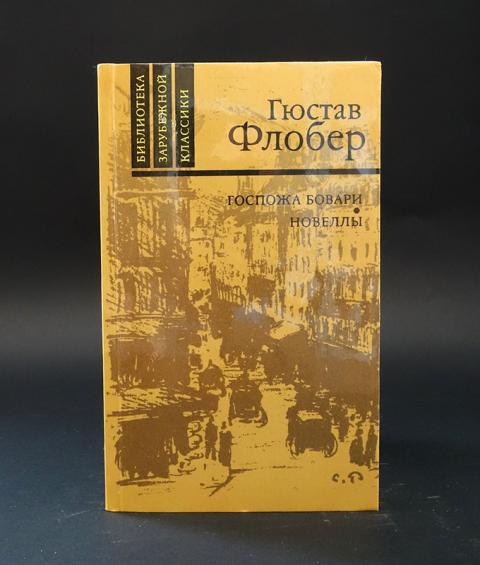 БИБЛИОТЕКА
ЗАРУБЕЖНОЙ
КЛАССИКИ
Гюстав
Флобер
ГОСПОЖА БОВАРИ
•
НОВЕЛЛЫ